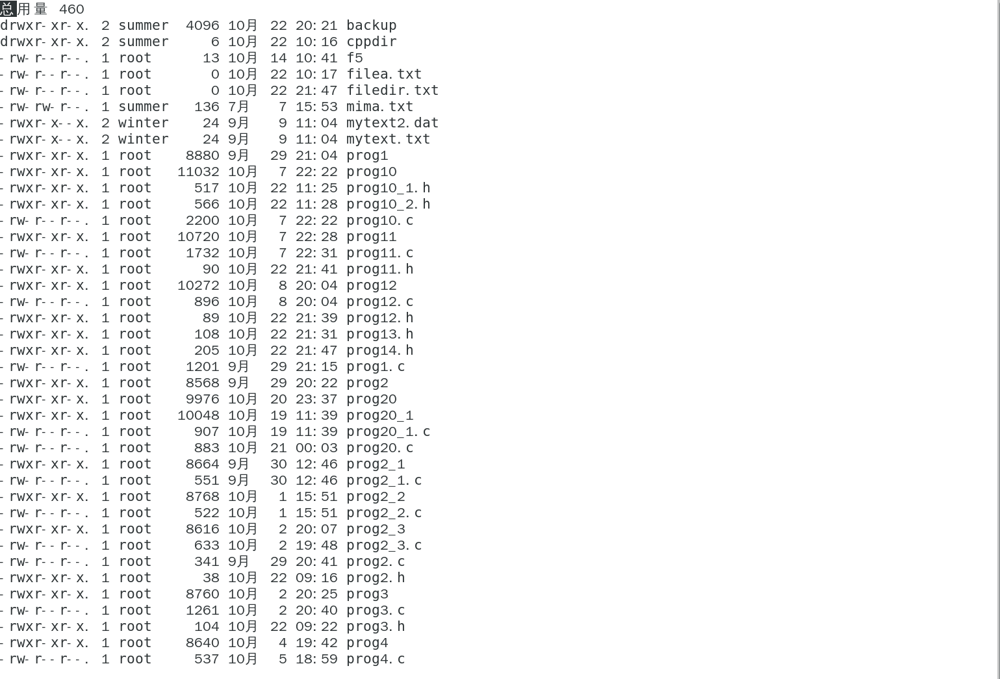 总用量 460
drwxr-xr-x. 2 summer  4096 10月 22 20:21 backup
drwxr-xr-x. 2 summer     6 10月 22 10:16 cppdir
-rw-r--r--. 1 root      13 10月 14 10:41 f5
-rw-r--r--. 1 root       0 10月 22 10:17 filea.txt
-rw-r--r--. 1 root       0 10月 22 21:47 filedir.txt
-rw-rw-r--. 1 summer   136 7月   7 15:53 mima.txt
-rwxr-x--x. 2 winter    24 9月   9 11:04 mytext2.dat
-rwxr-x--x. 2 winter    24 9月   9 11:04 mytext.txt
-rwxr-xr-x. 1 root    8880 9月  29 21:04 prog1
-rwxr-xr-x. 1 root   11032 10月  7 22:22 prog10
-rwxr-xr-x. 1 root     517 10月 22 11:25 prog10_1.h
-rwxr-xr-x. 1 root     566 10月 22 11:28 prog10_2.h
-rw-r--r--. 1 root    2200 10月  7 22:22 prog10.c
-rwxr-xr-x. 1 root   10720 10月  7 22:28 prog11
-rw-r--r--. 1 root    1732 10月  7 22:31 prog11.c
-rwxr-xr-x. 1 root      90 10月 22 21:41 prog11.h
-rwxr-xr-x. 1 root   10272 10月  8 20:04 prog12
-rw-r--r--. 1 root     896 10月  8 20:04 prog12.c
-rwxr-xr-x. 1 root      89 10月 22 21:39 prog12.h
-rwxr-xr-x. 1 root     108 10月 22 21:31 prog13.h
-rwxr-xr-x. 1 root     205 10月 22 21:47 prog14.h
-rw-r--r--. 1 root    1201 9月  29 21:15 prog1.c
-rwxr-xr-x. 1 root    8568 9月  29 20:22 prog2
-rwxr-xr-x. 1 root    9976 10月 20 23:37 prog20
-rwxr-xr-x. 1 root   10048 10月 19 11:39 prog20_1
-rw-r--r--. 1 root     907 10月 19 11:39 prog20_1.c
-rw-r--r--. 1 root     883 10月 21 00:03 prog20.c
-rwxr-xr-x. 1 root    8664 9月  30 12:46 prog2_1
-rw-r--r--. 1 root     551 9月  30 12:46 prog2_1.c
-rwxr-xr-x. 1 root    8768 10月  1 15:51 prog2_2
-rw-r--r--. 1 root     522 10月  1 15:51 prog2_2.c
-rwxr-xr-x. 1 root    8616 10月  2 20:07 prog2_3
-rw-r--r--. 1 root     633 10月  2 19:48 prog2_3.c
-rw-r--r--. 1 root     341 9月  29 20:41 prog2.c
-rwxr-xr-x. 1 root      38 10月 22 09:16 prog2.h
-rwxr-xr-x. 1 root    8760 10月  2 20:25 prog3
-rw-r--r--. 1 root    1261 10月  2 20:40 prog3.c
-rwxr-xr-x. 1 root     104 10月 22 09:22 prog3.h
-rwxr-xr-x. 1 root    8640 10月  4 19:42 prog4
-rw-r--r--. 1 root     537 10月  5 18:59 prog4.c